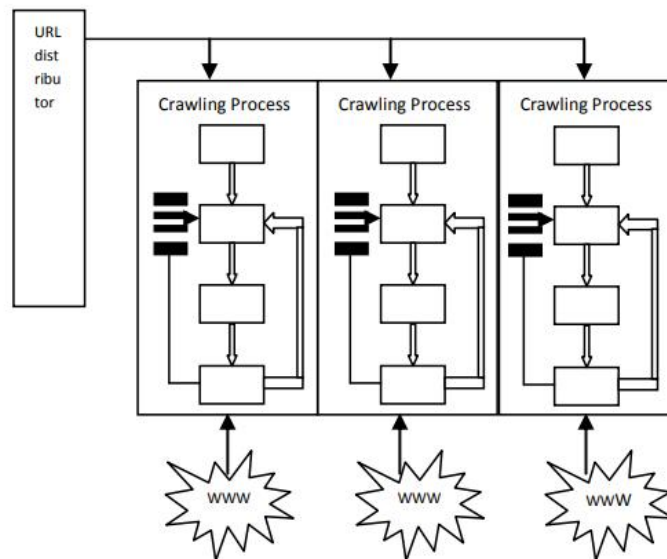 URL
dist
ribu
tor
Crawling Process
Crawling Process
Crawling Process
WWW
WWW
WWW